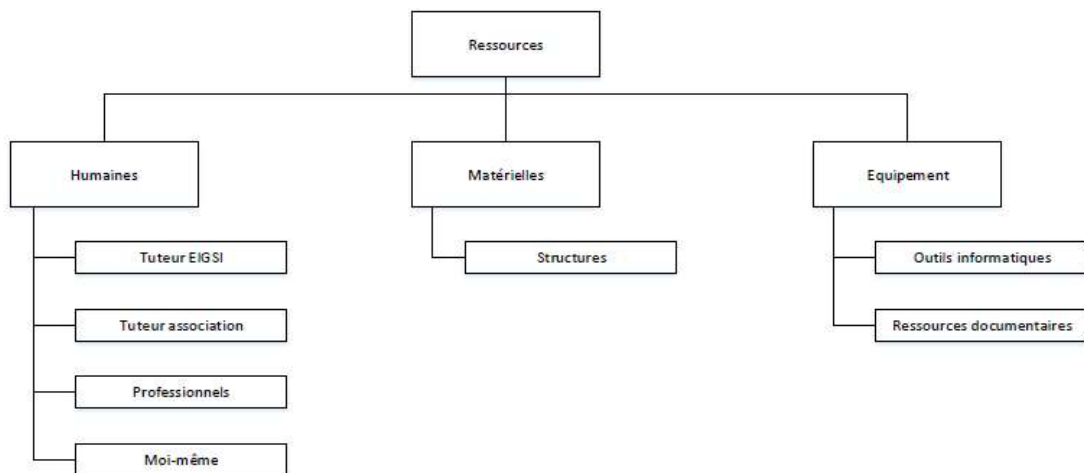 Ressources
Humaines
Matérielles
Equipement
Tuteur EIGSI
Structures
Outils informatiques
Tuteur association
Ressources documentaires
Professionnels
Moi-même